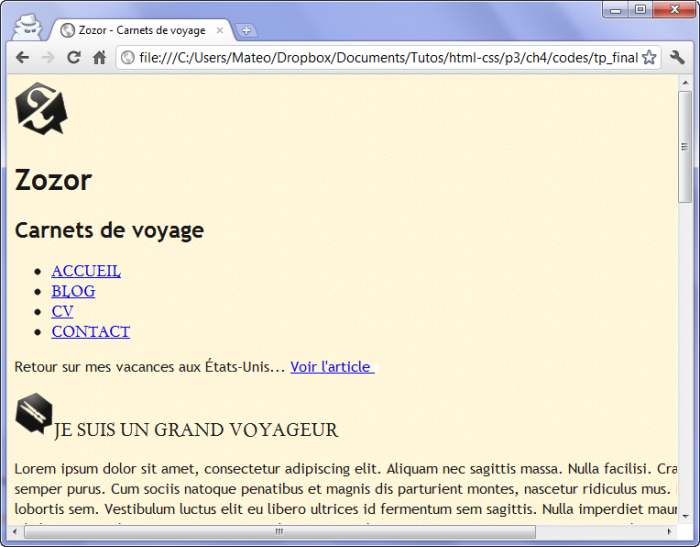 Zozor - Carnets de voyage
file:///C:/Users/Mateo/Dropbox/Documents/Tutos/html-css/p3/ch4/codes/tp_final
Zozor
Carnets de voyage
ACCUEIL
BLOG
CV
CONTACT
Retour sur mes vacances aux États-Unis... Voir l'article
JE SUIS UN GRAND VOYAGEUR
Lorem ipsum dolor sit amet, consectetur adipiscing elit. Aliquam nec sagittis massa. Nulla facilisi. Cra
semper purus. Cum sociis natoque penatibus et magnis dis parturient montes, nascetur ridiculus mus.
lobortis sem. Vestibulum luctus elit eu libero ultrices id fermentum sem sagittis. Nulla imperdiet mau